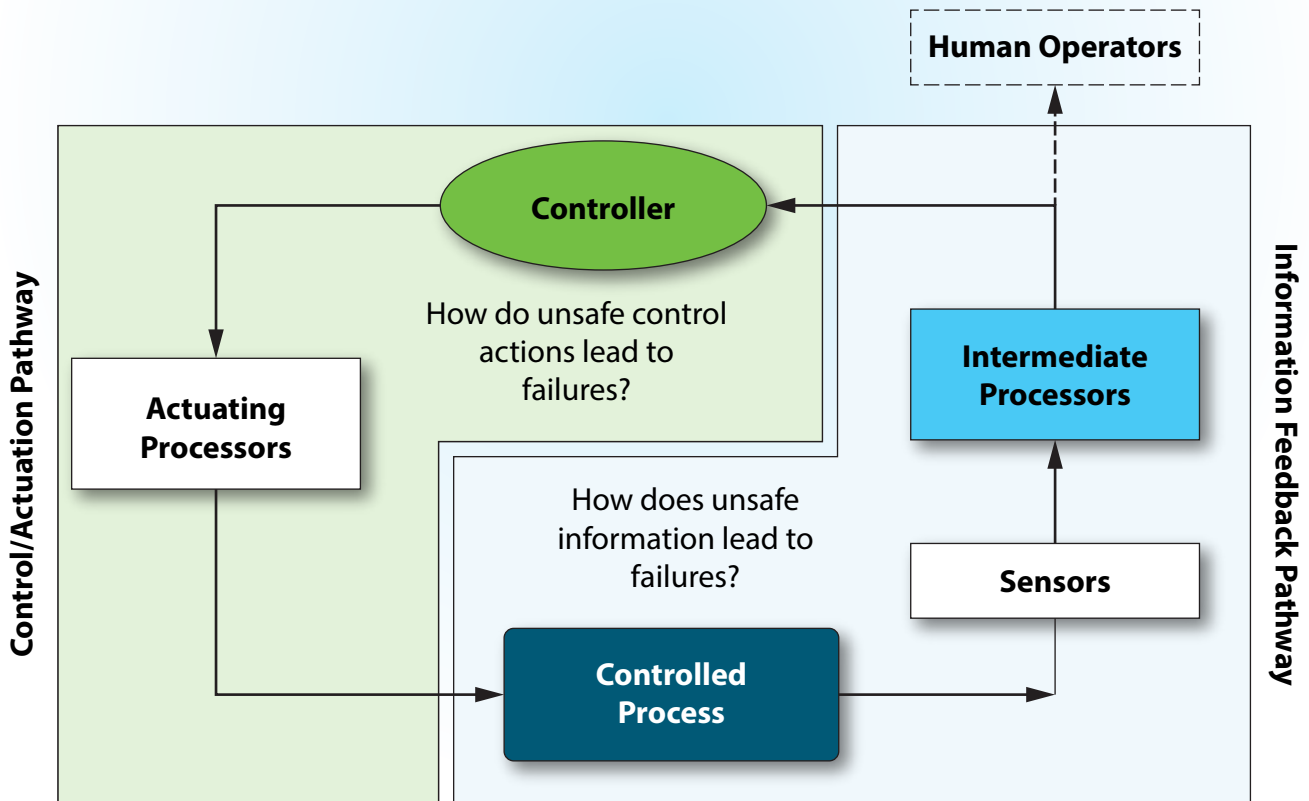 Human Operators
Controller
How do unsafe control
actions lead to
failures?
Actuating
Processors
Intermediate
Processors
How does unsafe
information lead to
failures?
Sensors
Controlled
Process
Control/Actuation Pathway
Information Feedback Pathway